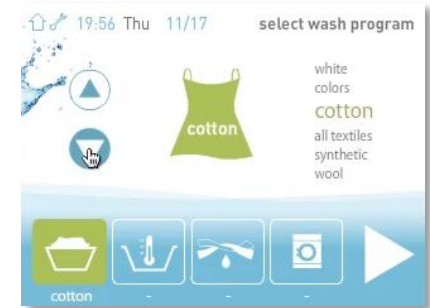 19:56 Thu 11/17 select wash program
white
colors
cotton
cotton
all textiles
synthetic
wool
cotton - - -